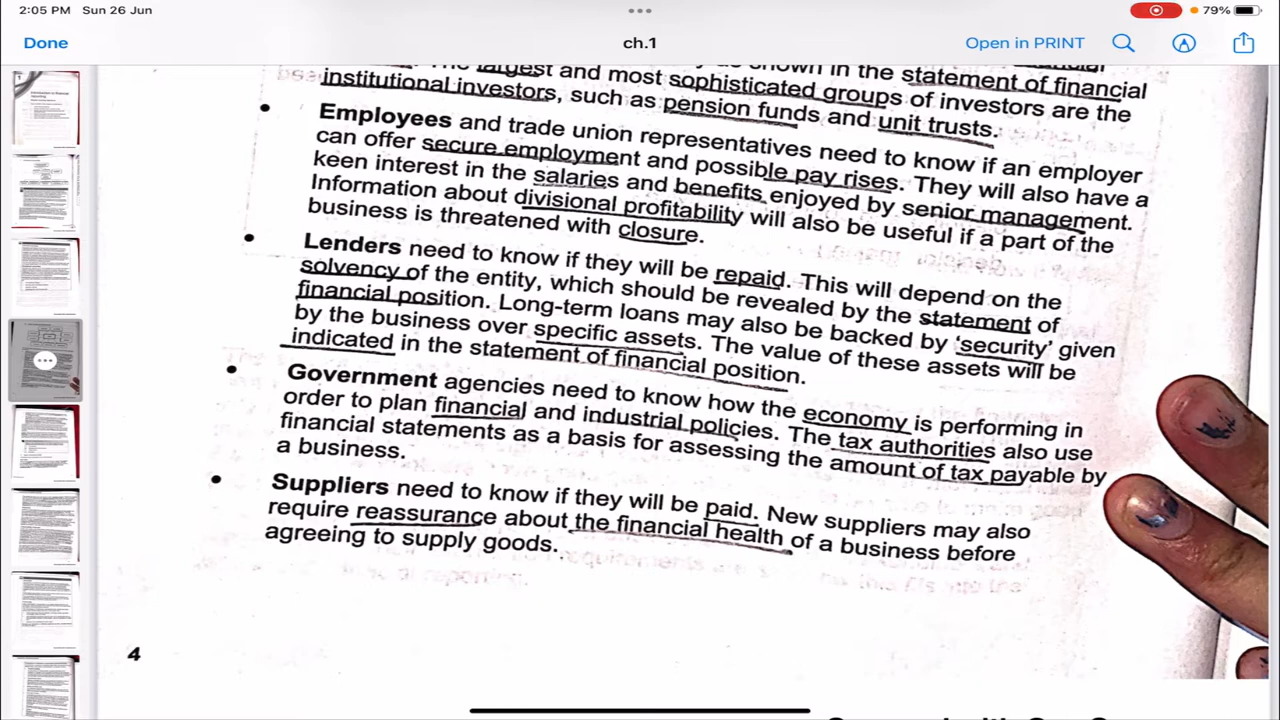 2:05 PM Sun 26 Jun
79%
Done
ch.1
Open in PRINT
as shown in the statement of financial
The largest and most sophisticated groups of investors are the
institutional investors, such as pension funds and unit trusts.
• Employees and trade union representatives need to know if an employer
can offer secure employment and possible pay rises. They will also have a
keen interest in the salaries and benefits enjoyed by senior management.
Information about divisional profitability will also be useful if a part of the
business is threatened with closure.
• Lenders need to know if they will be repaid. This will depend on the
solvency of the entity, which should be revealed by the statement of
financial position. Long-term loans may also be backed by 'security' given
by the business over specific assets. The value of these assets will be
indicated in the statement of financial position.
• Government agencies need to know how the economy is performing in
order to plan financial and industrial policies. The tax authorities also use
financial statements as a basis for assessing the amount of tax payable by
a business.
• Suppliers need to know if they will be paid. New suppliers may also
require reassurance about the financial health of a business before
agreeing to supply goods.
4